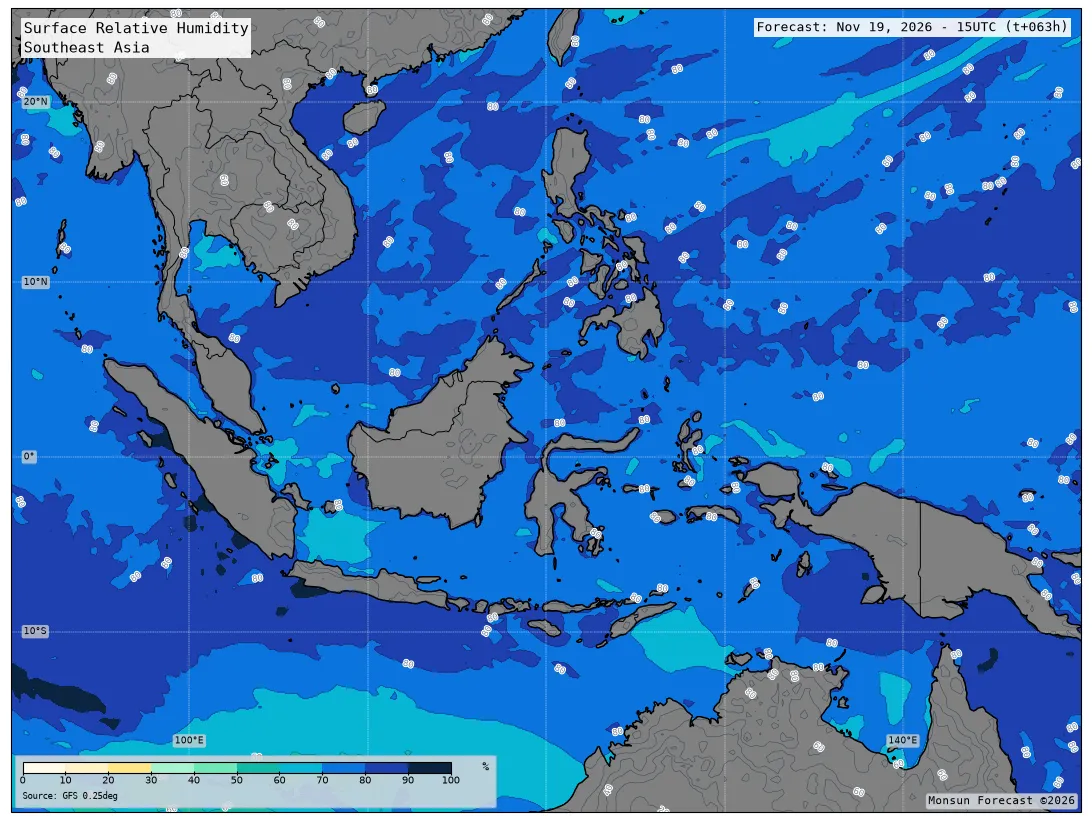 Surface Relative Humidity
Southeast Asia
Forecast: Nov 19, 2026 - 15UTC (t+063h)
20°N
10°N
0°
10°S
100°E
140°E
%
0 10 20 30 40 50 60 70 80 90 100
Source: GFS 0.25deg
Monsun Forecast ©2026